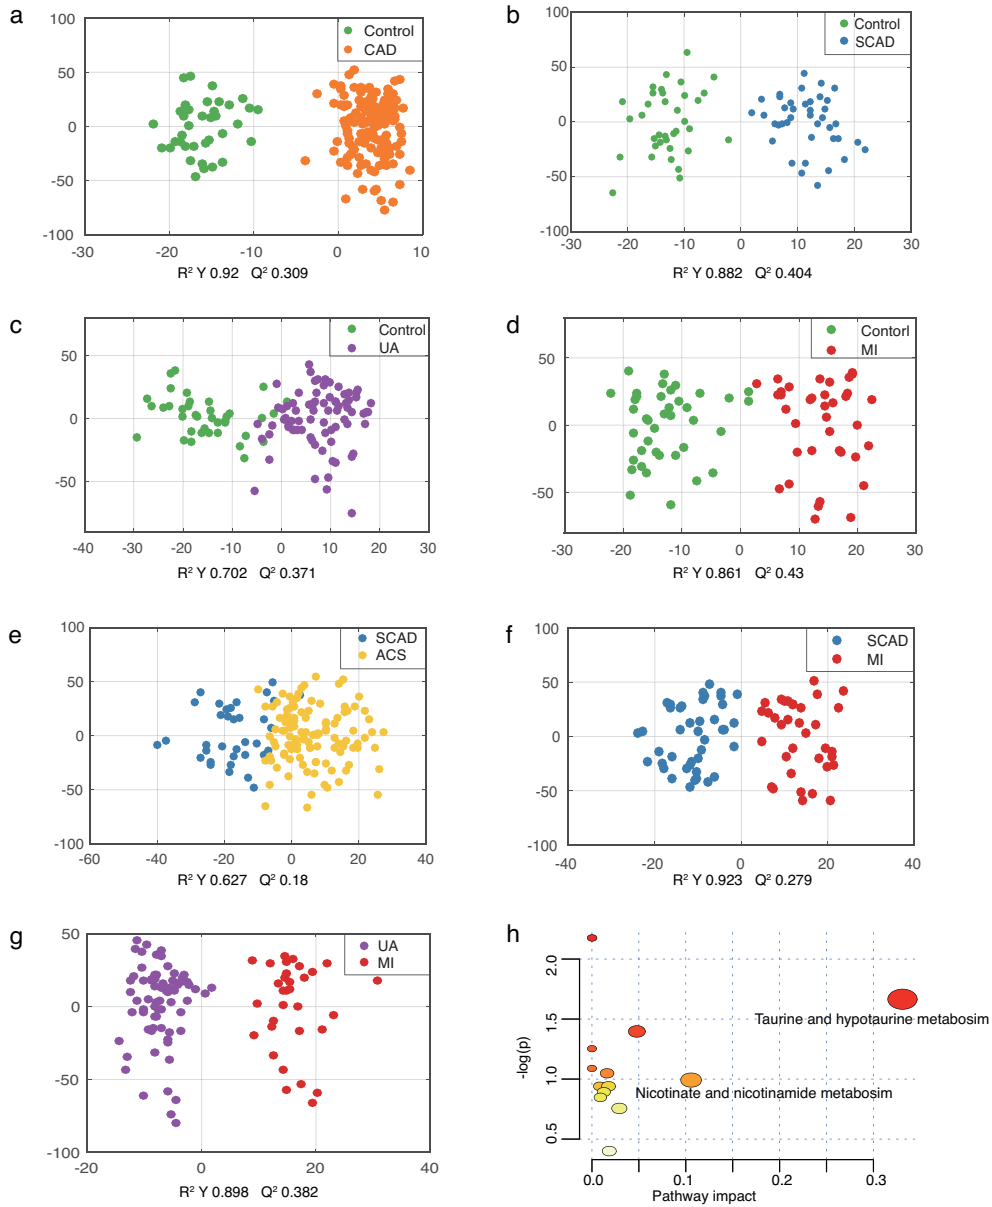 a
Control
CAD
100
50
0
-50
-100
-30
-20
-10
0
10
R² Y 0.92 Q² 0.309
b
Control
SCAD
100
50
0
-50
-100
-30
-20
-10
0
10
20
30
R² Y 0.882 Q² 0.404
c
Control
UA
50
0
-50
-40
-30
-20
-10
0
10
20
30
R² Y 0.702 Q² 0.371
d
Contorl
MI
50
0
-50
-30
-20
-10
0
10
20
30
R² Y 0.861 Q² 0.43
e
SCAD
ACS
100
50
0
-50
-100
-60
-40
-20
0
20
40
R² Y 0.627 Q² 0.18
f
SCAD
MI
100
50
0
-50
-100
-40
-20
0
20
40
R² Y 0.923 Q² 0.279
g
UA
MI
50
0
-50
-100
-20
0
20
40
R² Y 0.898 Q² 0.382
h
2.0
1.5
1.0
0.5
-log(p)
Taurine and hypotaurine metabosim
Nicotinate and nicotinamide metabosim
0.0
0.1
0.2
0.3
Pathway impact